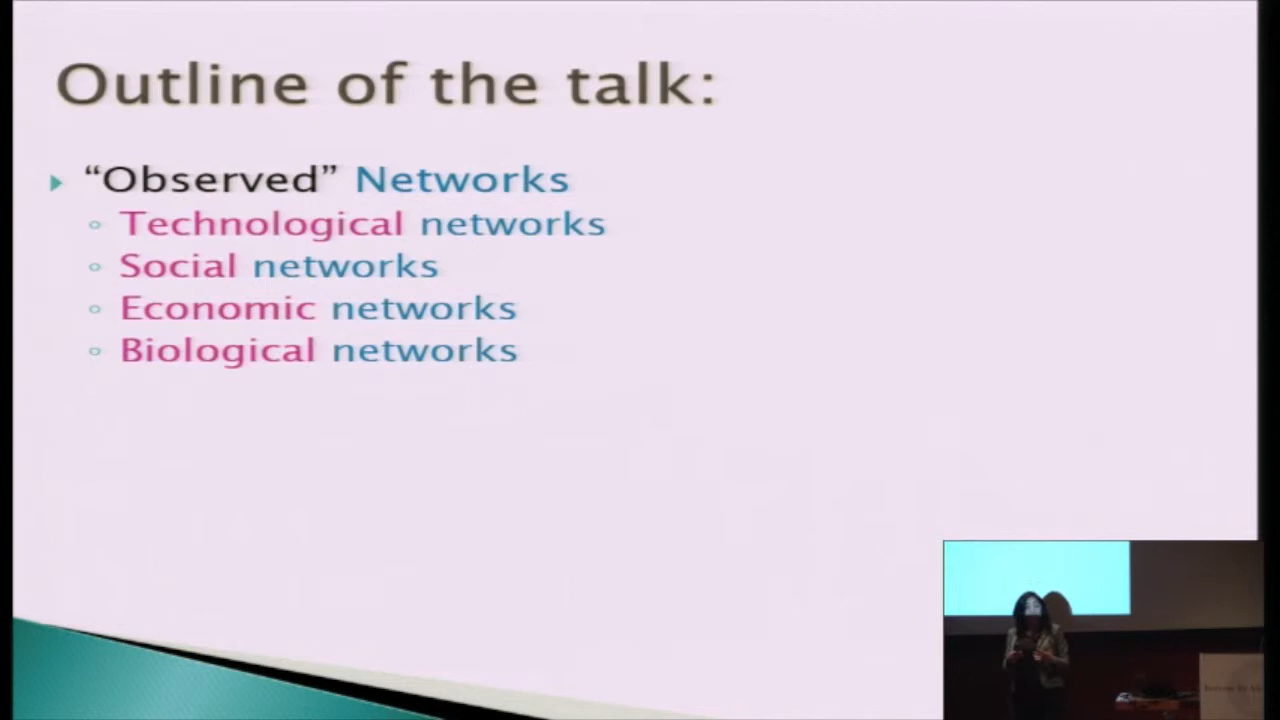 Outline of the talk:
“Observed” Networks
Technological networks
Social networks
Economic networks
Biological networks